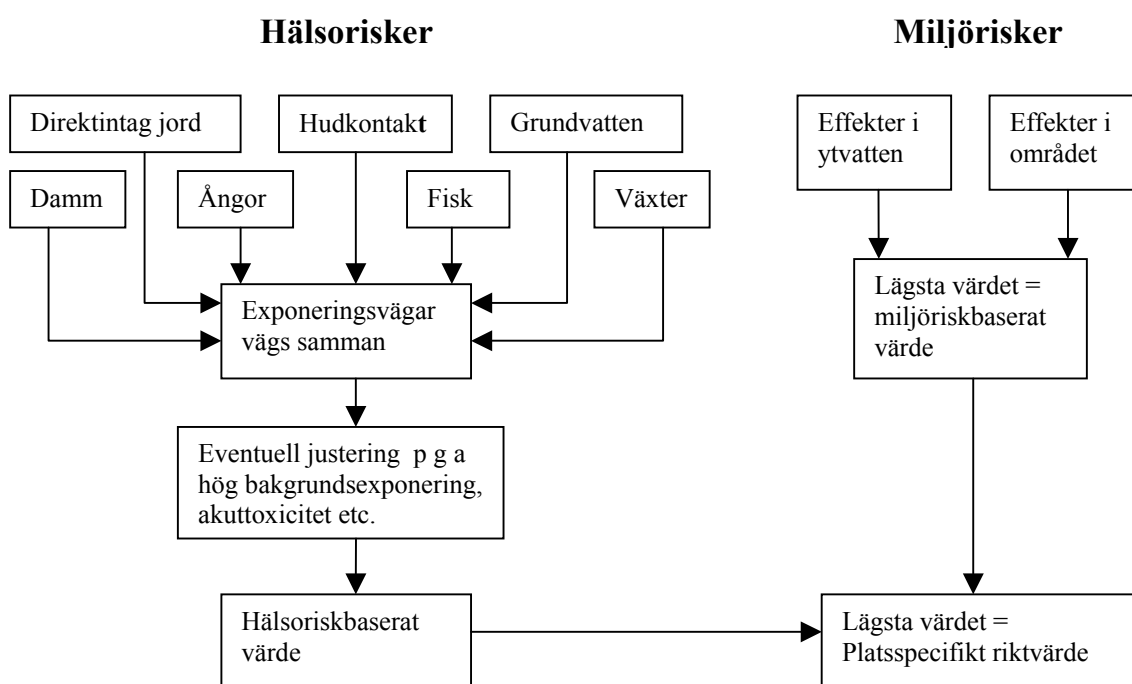 Hälsorisker
Miljörisker
Direktintag jord
Hudkontakt
Grundvatten
Damm
Ångor
Fisk
Växter
Exponeringsvägar
vägs samman
Eventuell justering p g a
hög bakgrundsexponering,
akuttoxicitet etc.
Hälsoriskbaserat
värde
Effekter i
ytvatten
Effekter i
området
Lägsta värdet =
miljöriskbaserat
värde
Lägsta värdet =
Platsspecifikt riktvärde